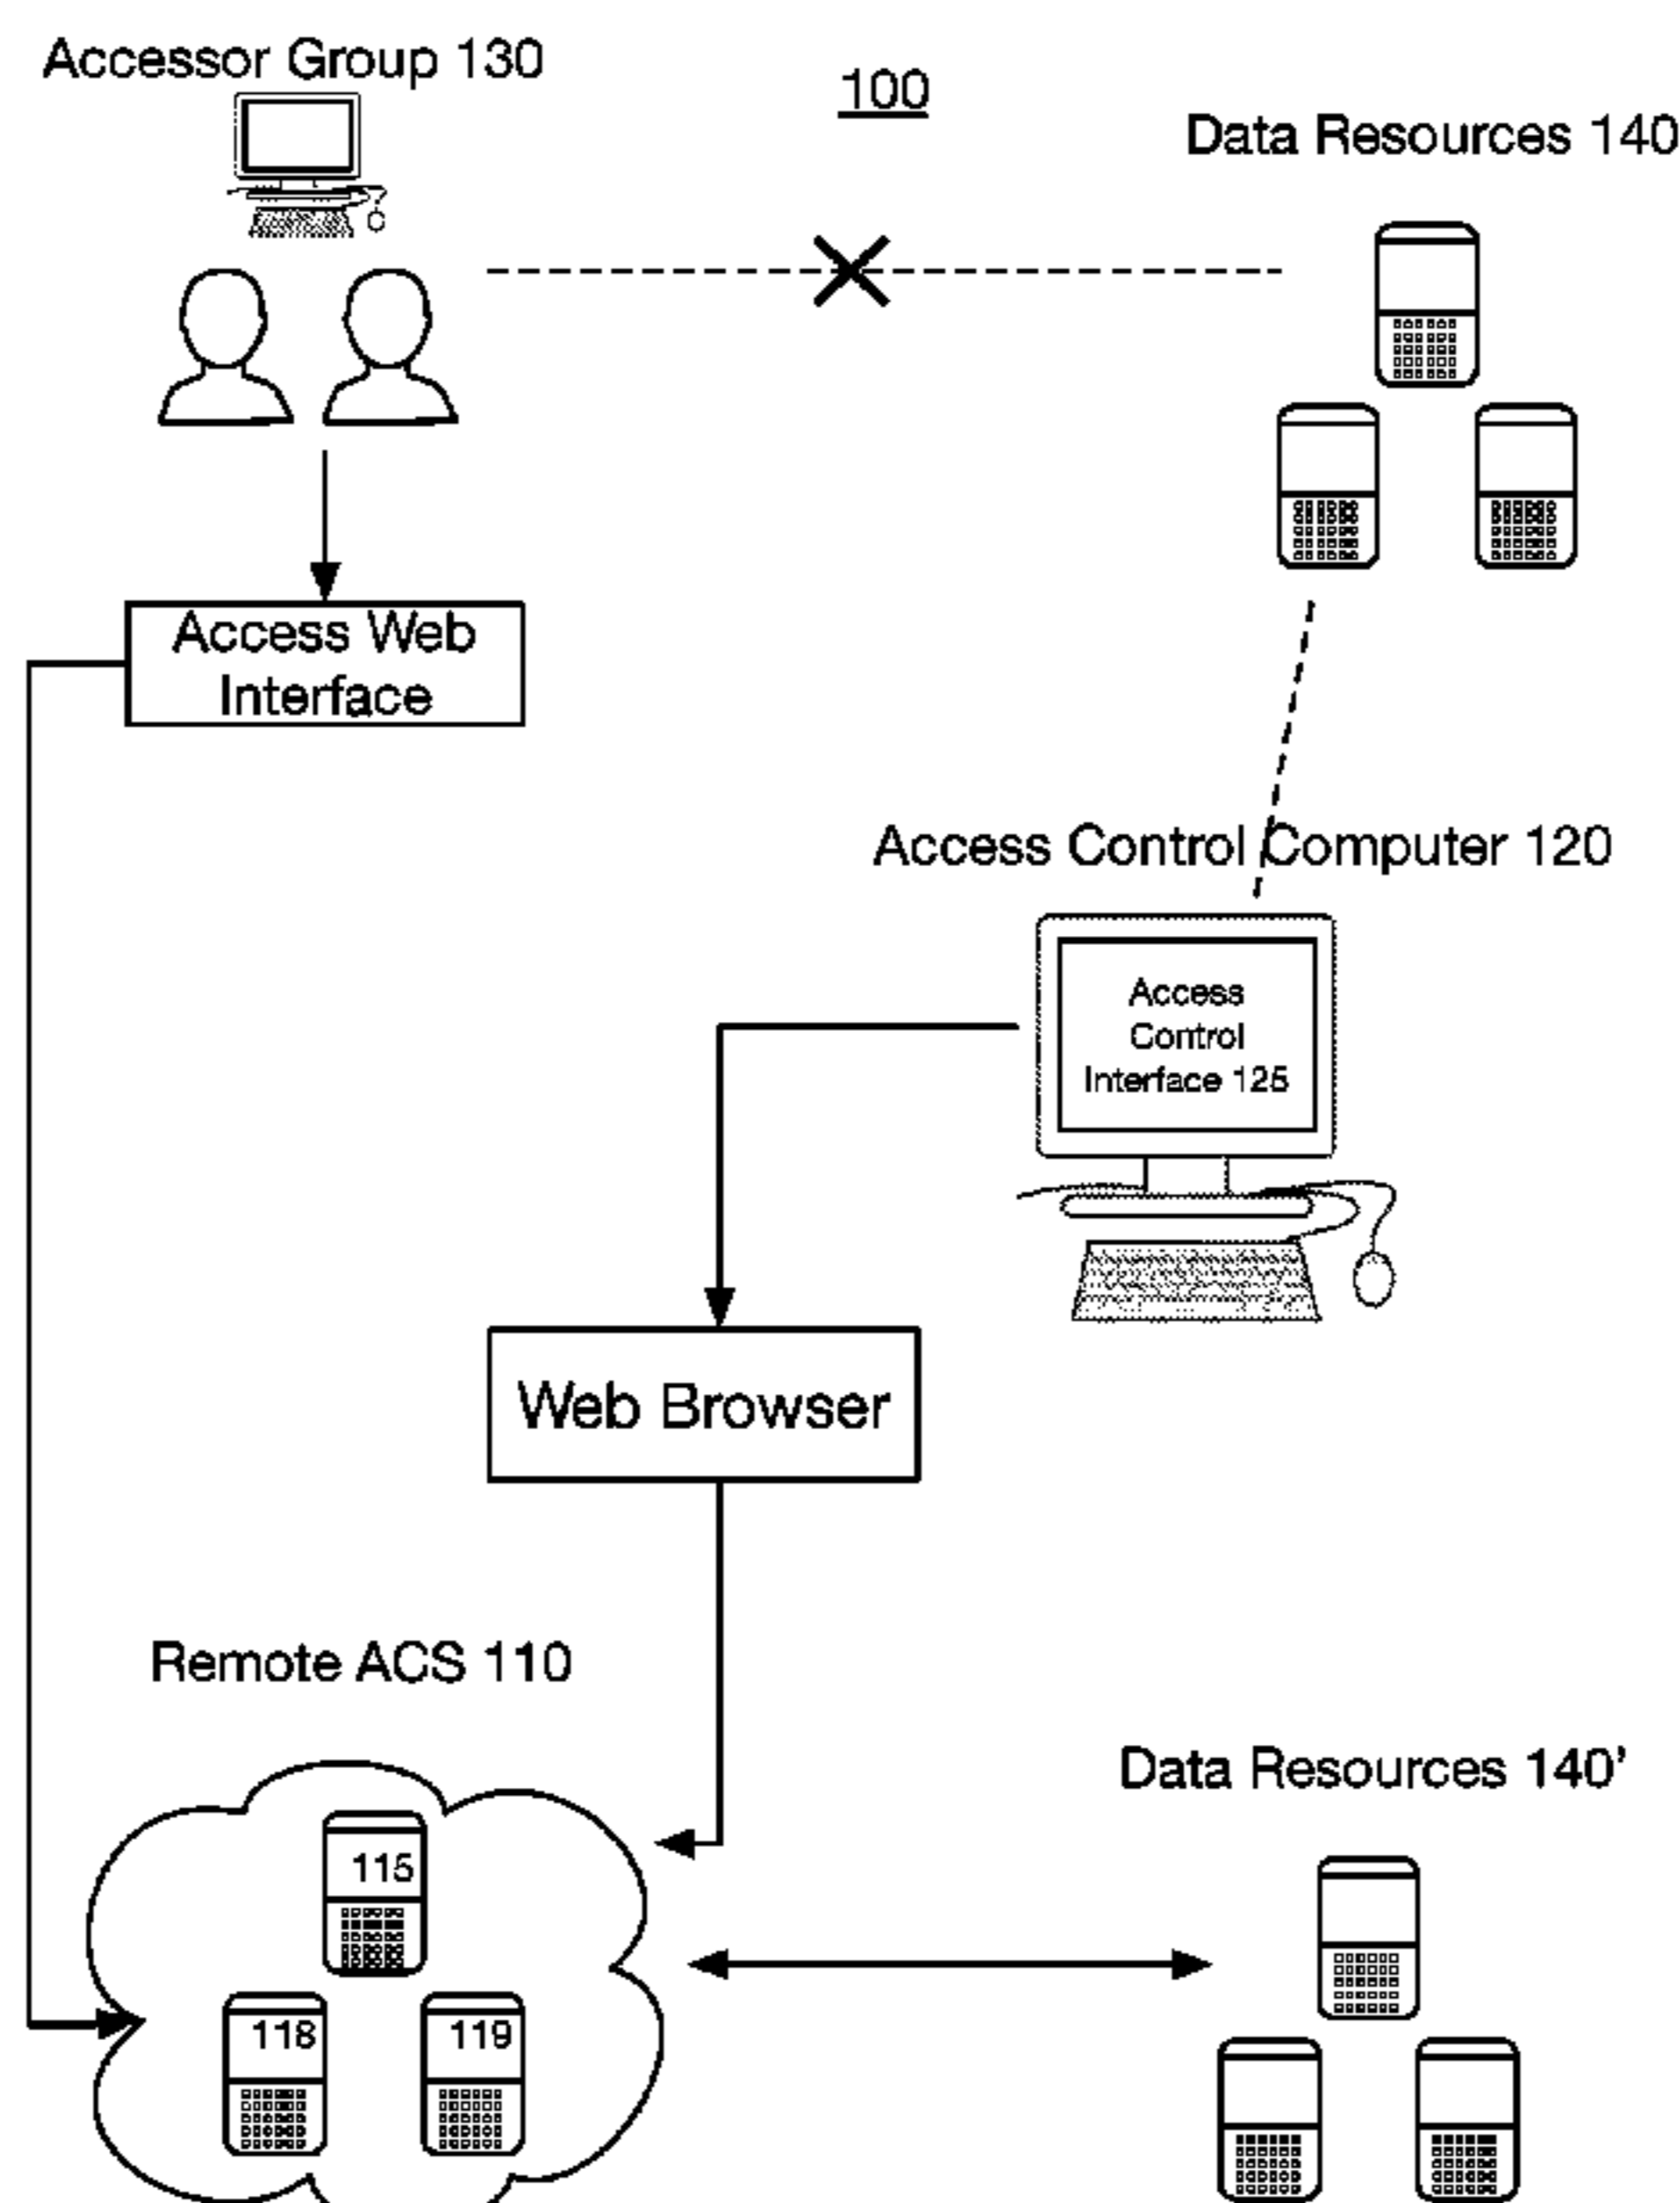 Accessor Group 130
100
Data Resources 140
Access Web
Interface
Access Control Computer 120
Access
Control
Interface 125
Web Browser
Remote ACS 110
Data Resources 140'
115
118
119